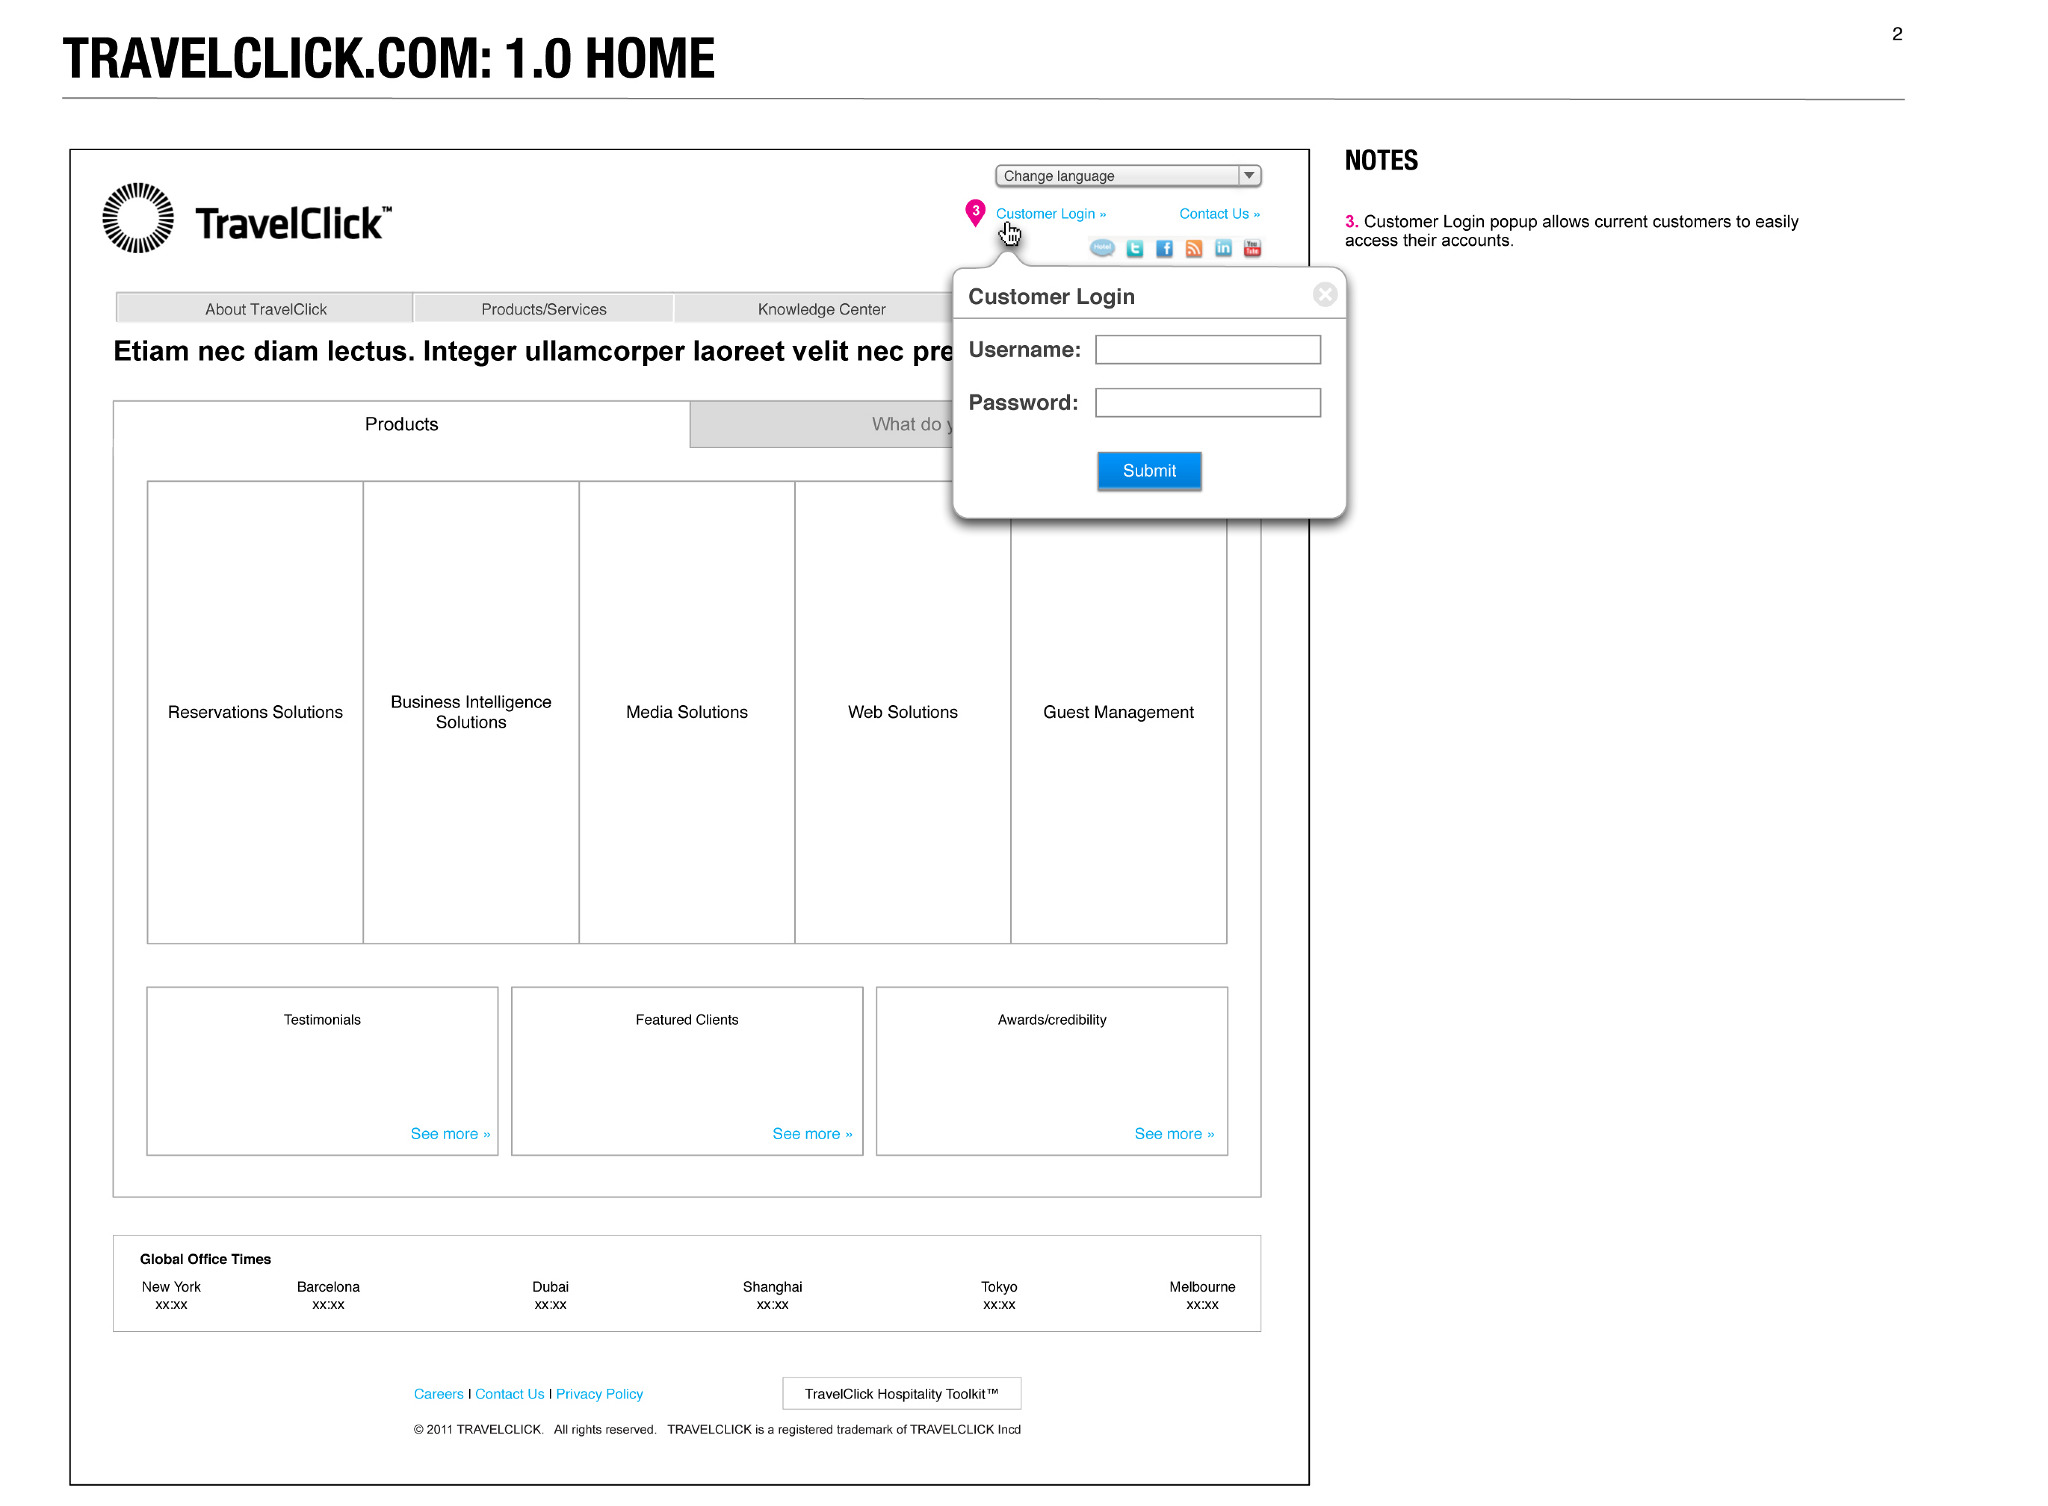 TRAVELCLICK.COM: 1.0 HOME
2
NOTES
3. Customer Login popup allows current customers to easily
access their accounts.
Change language
TravelClick™
3
Customer Login »
Contact Us »
Hotel
You
Tube
About TravelClick
Products/Services
Knowledge Center
Customer Login
Username:
Password:
Submit
Etiam nec diam lectus. Integer ullamcorper laoreet velit nec pre
Products
What do y
Reservations Solutions
Business Intelligence
Solutions
Media Solutions
Web Solutions
Guest Management
Testimonials
See more »
Featured Clients
See more »
Awards/credibility
See more »
Global Office Times
New York
xx:xx
Barcelona
xx:xx
Dubai
xx:xx
Shanghai
xx:xx
Tokyo
xx:xx
Melbourne
xx:xx
Careers | Contact Us | Privacy Policy
TravelClick Hospitality Toolkit™
© 2011 TRAVELCLICK. All rights reserved. TRAVELCLICK is a registered trademark of TRAVELCLICK Incd